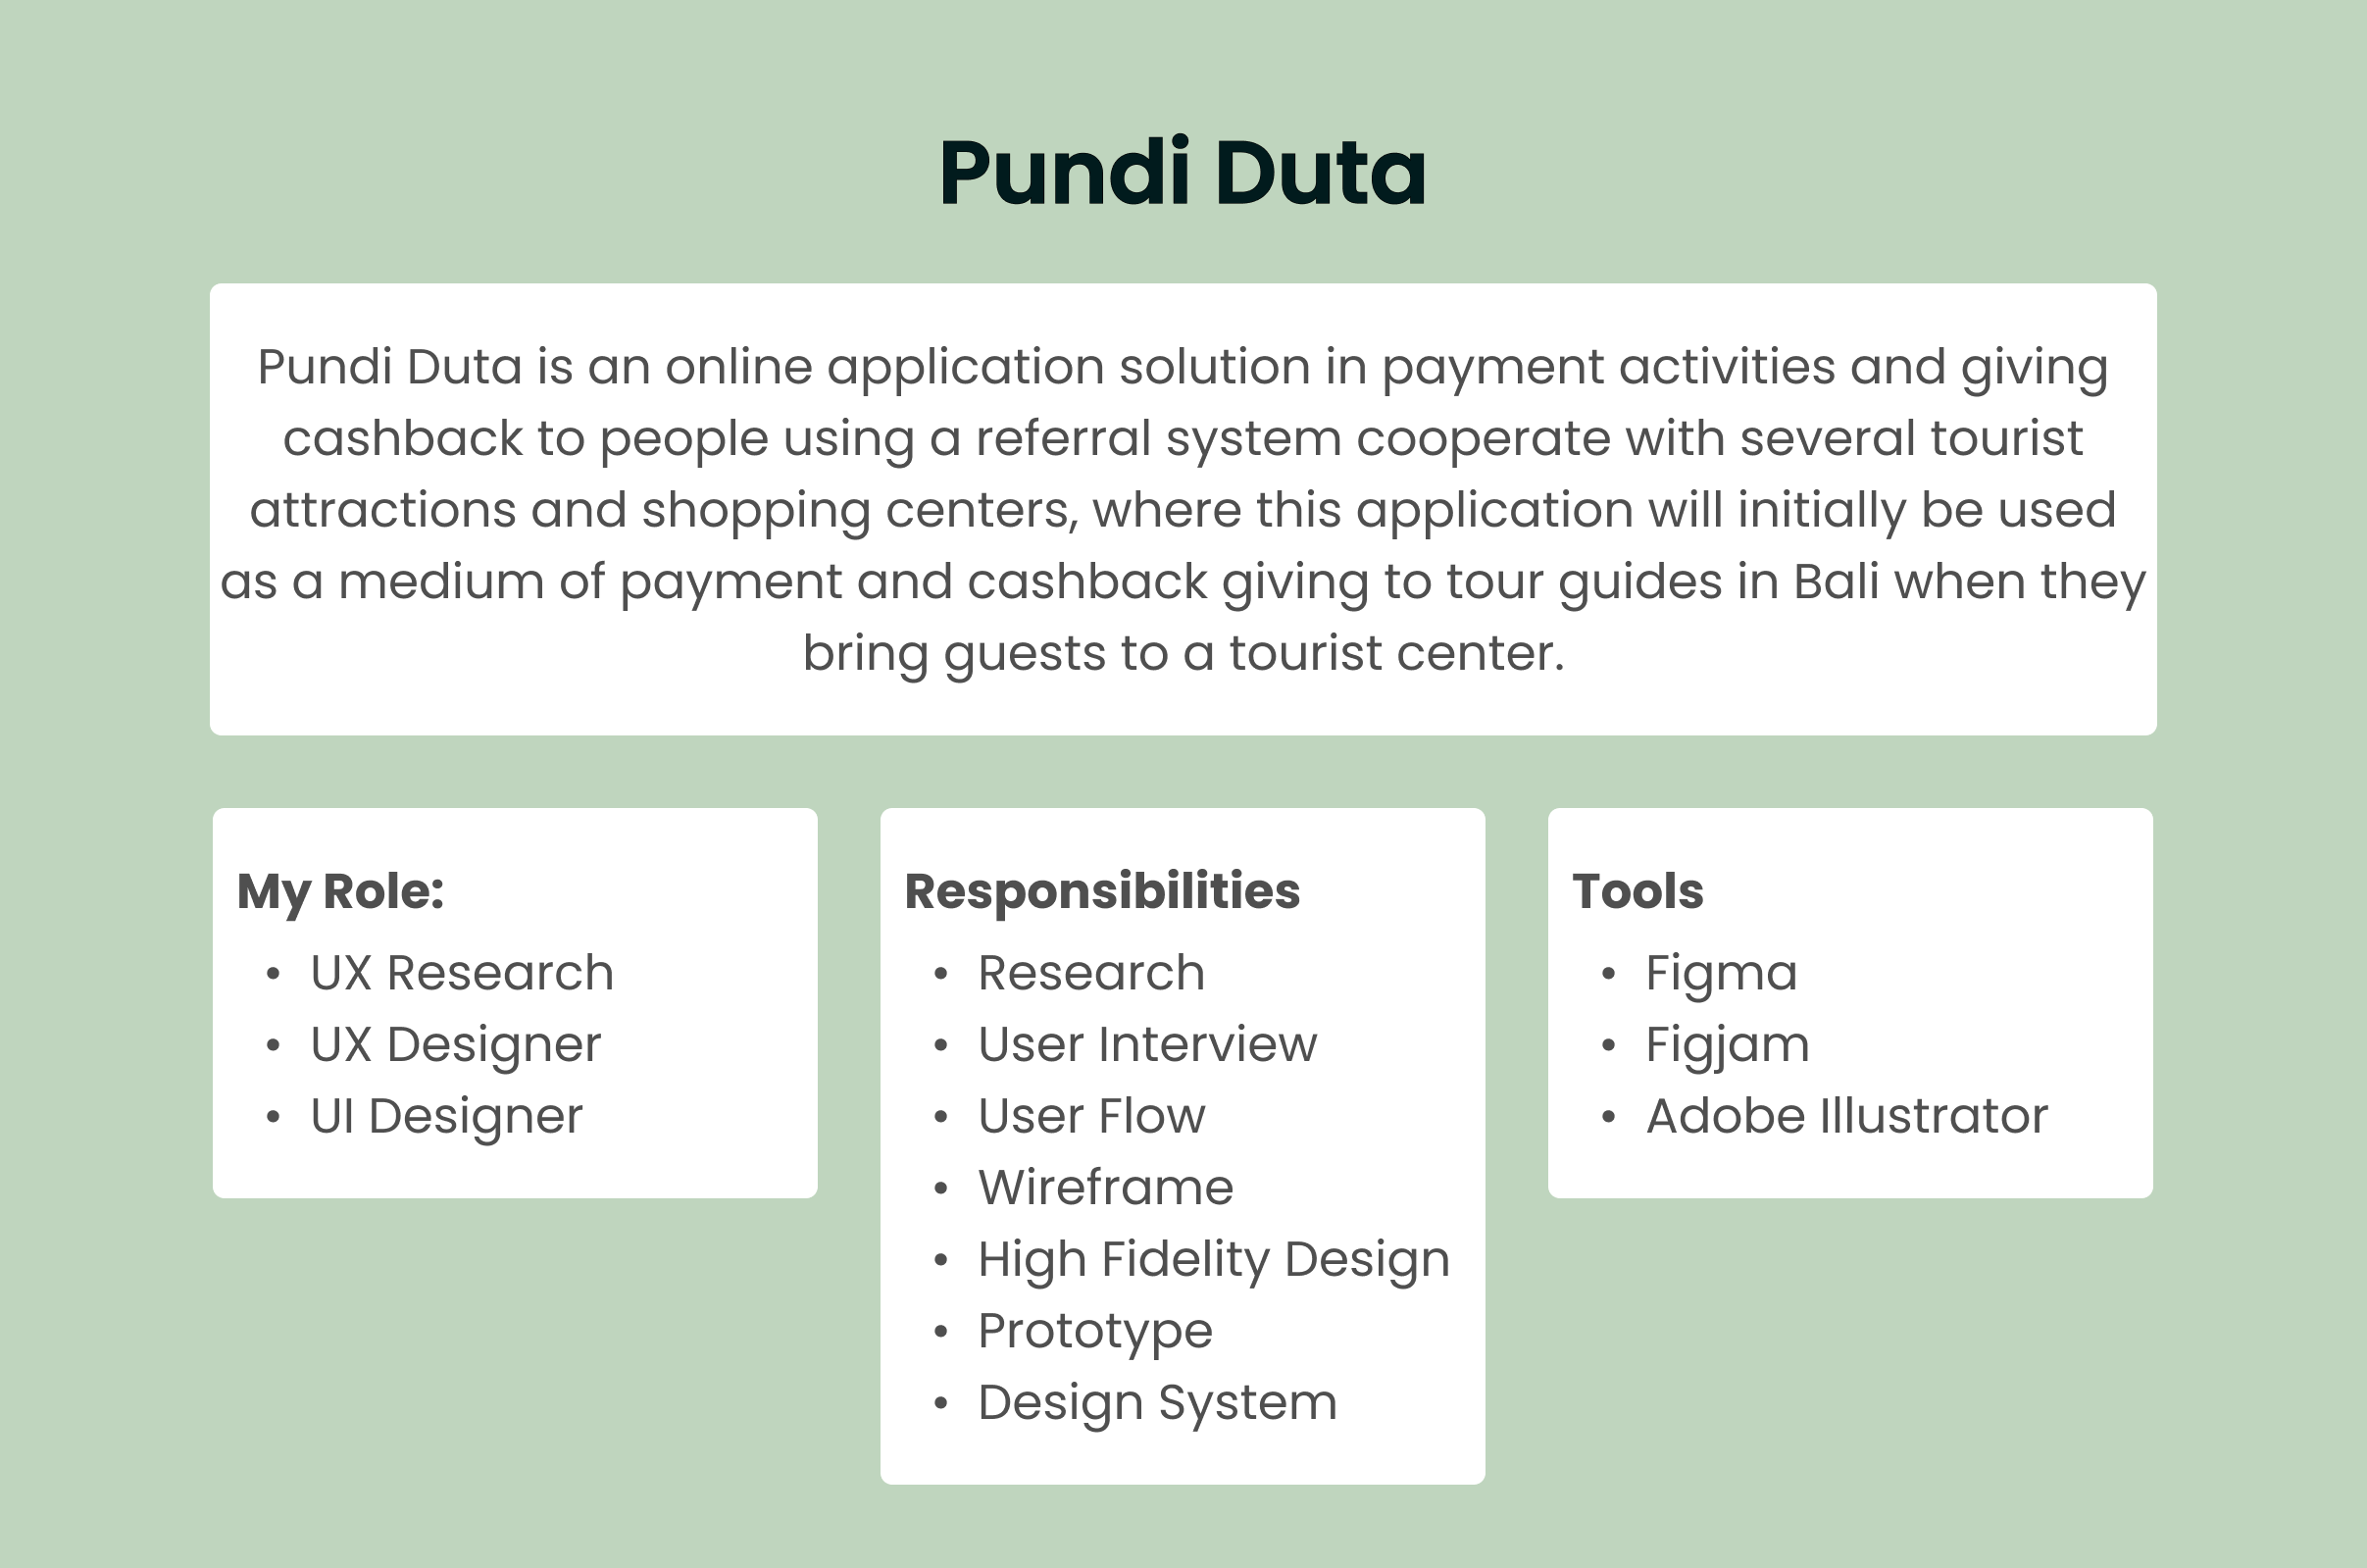 Pundi Duta
Pundi Duta is an online application solution in payment activities and giving
cashback to people using a referral system cooperate with several tourist
attractions and shopping centers, where this application will initially be used
as a medium of payment and cashback giving to tour guides in Bali when they
bring guests to a tourist center.
My Role:
• UX Research
• UX Designer
• UI Designer
Responsibilities
• Research
• User Interview
• User Flow
• Wireframe
• High Fidelity Design
• Prototype
• Design System
Tools
• Figma
• Figjam
• Adobe Illustrator